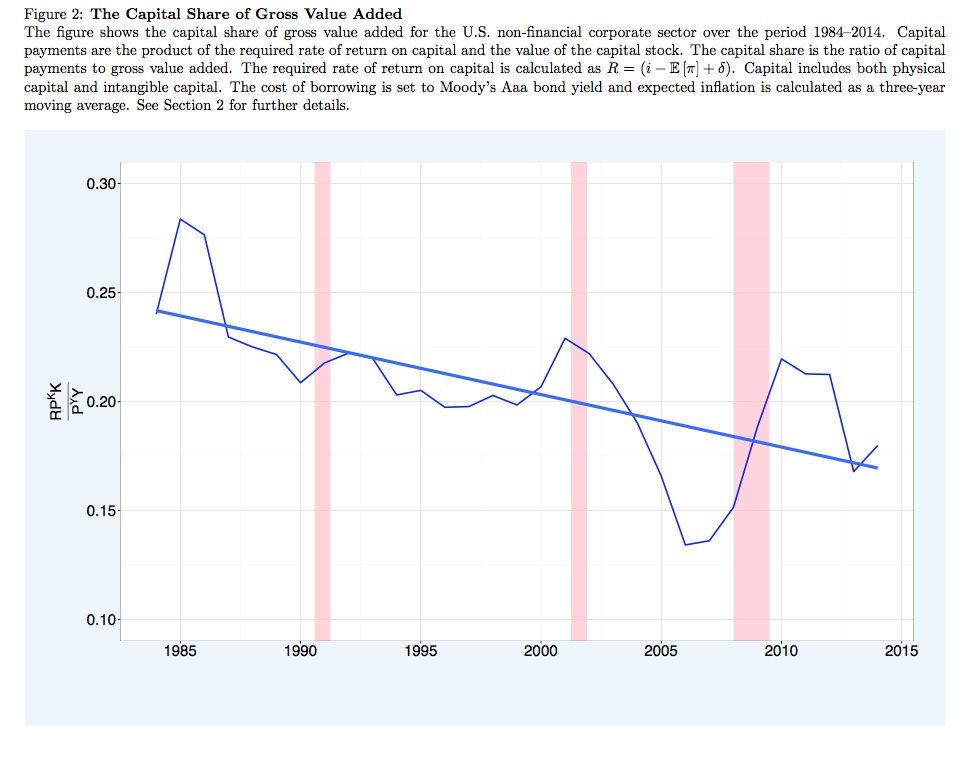 Figure 2: The Capital Share of Gross Value Added
The figure shows the capital share of gross value added for the U.S. non-financial corporate sector over the period 1984–2014. Capital
payments are the product of the required rate of return on capital and the value of the capital stock. The capital share is the ratio of capital
payments to gross value added. The required rate of return on capital is calculated as R = (i − 𝔼 [π] + δ). Capital includes both physical
capital and intangible capital. The cost of borrowing is set to Moody's Aaa bond yield and expected inflation is calculated as a three-year
moving average. See Section 2 for further details.
0.30
0.25
0.20
0.15
0.10
RPᴷK
PʸY
1985 1990 1995 2000 2005 2010 2015